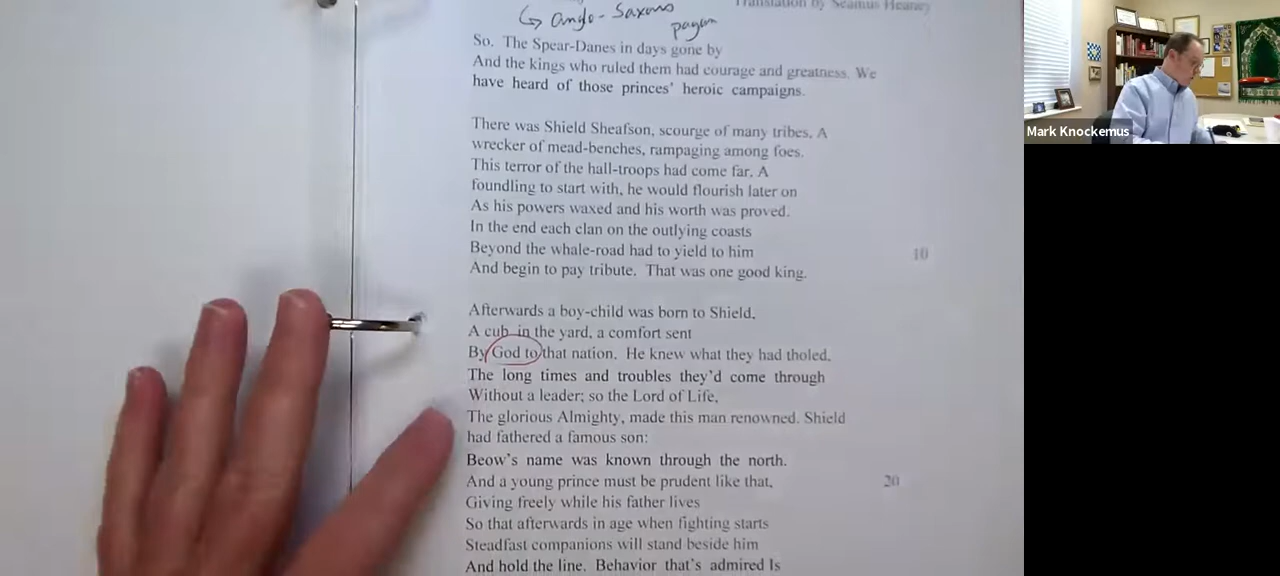 ↳ anglo-Saxons
pagan
Translation by Seamus Heaney
So. The Spear-Danes in days gone by
And the kings who ruled them had courage and greatness. We
have heard of those princes' heroic campaigns.
There was Shield Sheafson, scourge of many tribes, A
wrecker of mead-benches, rampaging among foes.
This terror of the hall-troops had come far. A
foundling to start with, he would flourish later on
As his powers waxed and his worth was proved.
In the end each clan on the outlying coasts
Beyond the whale-road had to yield to him
10
And begin to pay tribute. That was one good king.
Afterwards a boy-child was born to Shield,
A cub in the yard, a comfort sent
By God to that nation. He knew what they had tholed,
The long times and troubles they'd come through
Without a leader; so the Lord of Life,
The glorious Almighty, made this man renowned. Shield
had fathered a famous son:
Beow's name was known through the north.
And a young prince must be prudent like that,
20
Giving freely while his father lives
So that afterwards in age when fighting starts
Steadfast companions will stand beside him
And hold the line. Behavior that's admired Is
Mark Knockemus